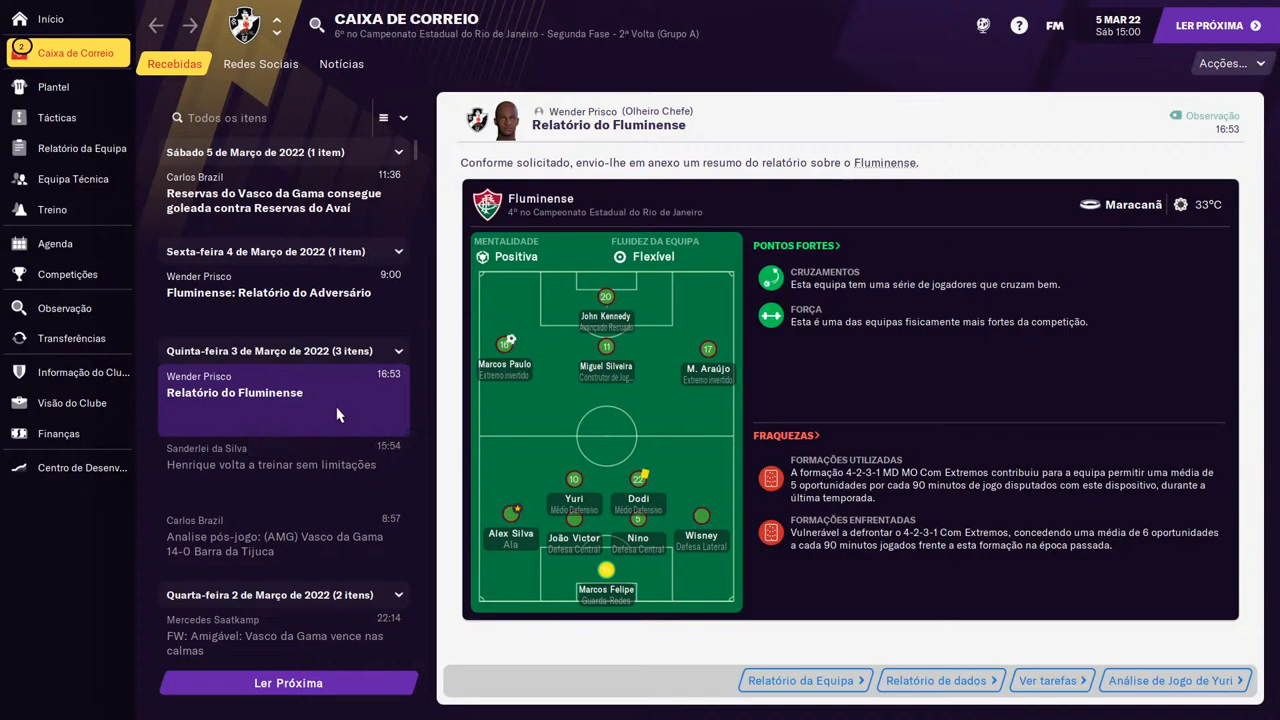 Início
CAIXA DE CORREIO
6º no Campeonato Estadual do Rio de Janeiro - Segunda Fase - 2ª Volta (Grupo A)
FM
5 MAR 22
Sáb 15:00
LER PRÓXIMA
2
Caixa de Correio
Recebidas
Redes Sociais
Notícias
Acções...
Plantel
Tácticas
Relatório da Equipa
Equipa Técnica
Treino
Agenda
Competições
Observação
Transferências
Informação do Clu...
Visão do Clube
Finanças
Centro de Desenv...
Todos os itens
Sábado 5 de Março de 2022 (1 item)
Carlos Brazil
11:36
Reservas do Vasco da Gama consegue
goleada contra Reservas do Avaí
Sexta-feira 4 de Março de 2022 (1 item)
Wender Prisco
9:00
Fluminense: Relatório do Adversário
Quinta-feira 3 de Março de 2022 (3 itens)
Wender Prisco
16:53
Relatório do Fluminense
Sanderlei da Silva
15:54
Henrique volta a treinar sem limitações
Carlos Brazil
8:57
Analise pós-jogo: (AMG) Vasco da Gama
14-0 Barra da Tijuca
Quarta-feira 2 de Março de 2022 (2 itens)
Mercedes Saatkamp
22:14
FW: Amigável: Vasco da Gama vence nas
calmas
Ler Próxima
Wender Prisco (Olheiro Chefe)
Relatório do Fluminense
Observação
16:53
Conforme solicitado, envio-lhe em anexo um resumo do relatório sobre o Fluminense.
Fluminense
4º no Campeonato Estadual do Rio de Janeiro
Maracanã
33°C
MENTALIDADE
Positiva
FLUIDEZ DA EQUIPA
Flexível
20
John Kennedy
Avançado Recuado
Marcos Paulo
Extremo invertido
11
Miguel Silveira
Construtor de Jog...
17
M. Araújo
Extremo invertido
10
Yuri
Médio Defensivo
22
Dodi
Médio Defensivo
Alex Silva
Ala
João Victor
Defesa Central
5
Nino
Defesa Central
Wisney
Defesa Lateral
Marcos Felipe
Guarda-Redes
PONTOS FORTES
CRUZAMENTOS
Esta equipa tem uma série de jogadores que cruzam bem.
FORÇA
Esta é uma das equipas fisicamente mais fortes da competição.
FRAQUEZAS
FORMAÇÕES UTILIZADAS
A formação 4-2-3-1 MD MO Com Extremos contribuiu para a equipa permitir uma média de
5 oportunidades por cada 90 minutos de jogo disputados com este dispositivo, durante a
última temporada.
FORMAÇÕES ENFRENTADAS
Vulnerável a defrontar o 4-2-3-1 Com Extremos, concedendo uma média de 6 oportunidades
a cada 90 minutos jogados frente a esta formação na época passada.
Relatório da Equipa
Relatório de dados
Ver tarefas
Análise de Jogo de Yuri